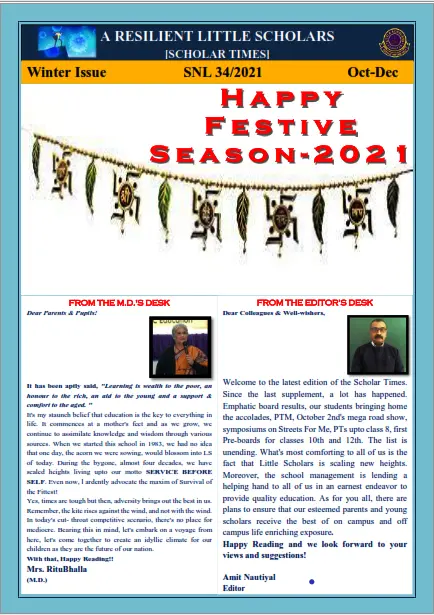 A RESILIENT LITTLE SCHOLARS
[SCHOLAR TIMES]
Winter Issue SNL 34/2021 Oct-Dec
HAPPY
FESTIVE
SEASON-2021
FROM THE M.D.'S DESK
Dear Parents & Pupils!
It has been aptly said, "Learning is wealth to the poor, an
honour to the rich, an aid to the young and a support &
comfort to the aged. "
It's my staunch belief that education is the key to everything in
life. It commences at a mother's feet and as we grow, we
continue to assimilate knowledge and wisdom through various
sources. When we started this school in 1983, we had no idea
that one day, the acorn we were sowing, would blossom into LS
of today. During the bygone, almost four decades, we have
scaled heights living upto our motto SERVICE BEFORE
SELF. Even now, I ardently advocate the maxim of Survival of
the Fittest!
Yes, times are tough but then, adversity brings out the best in us.
Remember, the kite rises against the wind, and not with the wind.
In today's cut- throat competitive scenario, there's no place for
mediocre. Bearing this in mind, let's embark on a voyage from
here, let's come together to create an idyllic climate for our
children as they are the future of our nation.
With that, Happy Reading!!
Mrs. RituBhalla
(M.D.)
FROM THE EDITOR'S DESK
Dear Colleagues & Well-wishers,
Welcome to the latest edition of the Scholar Times.
Since the last supplement, a lot has happened.
Emphatic board results, our students bringing home
the accolades, PTM, October 2nd's mega road show,
symposiums on Streets For Me, PTs upto class 8, first
Pre-boards for classes 10th and 12th. The list is
unending. What's most comforting to all of us is the
fact that Little Scholars is scaling new heights.
Moreover, the school management is lending a
helping hand to all of us in an earnest endeavor to
provide quality education. As for you all, there are
plans to ensure that our esteemed parents and young
scholars receive the best of on campus and off
campus life enriching exposure.
Happy Reading and we look forward to your
views and suggestions!
Amit Nautiyal
Editor